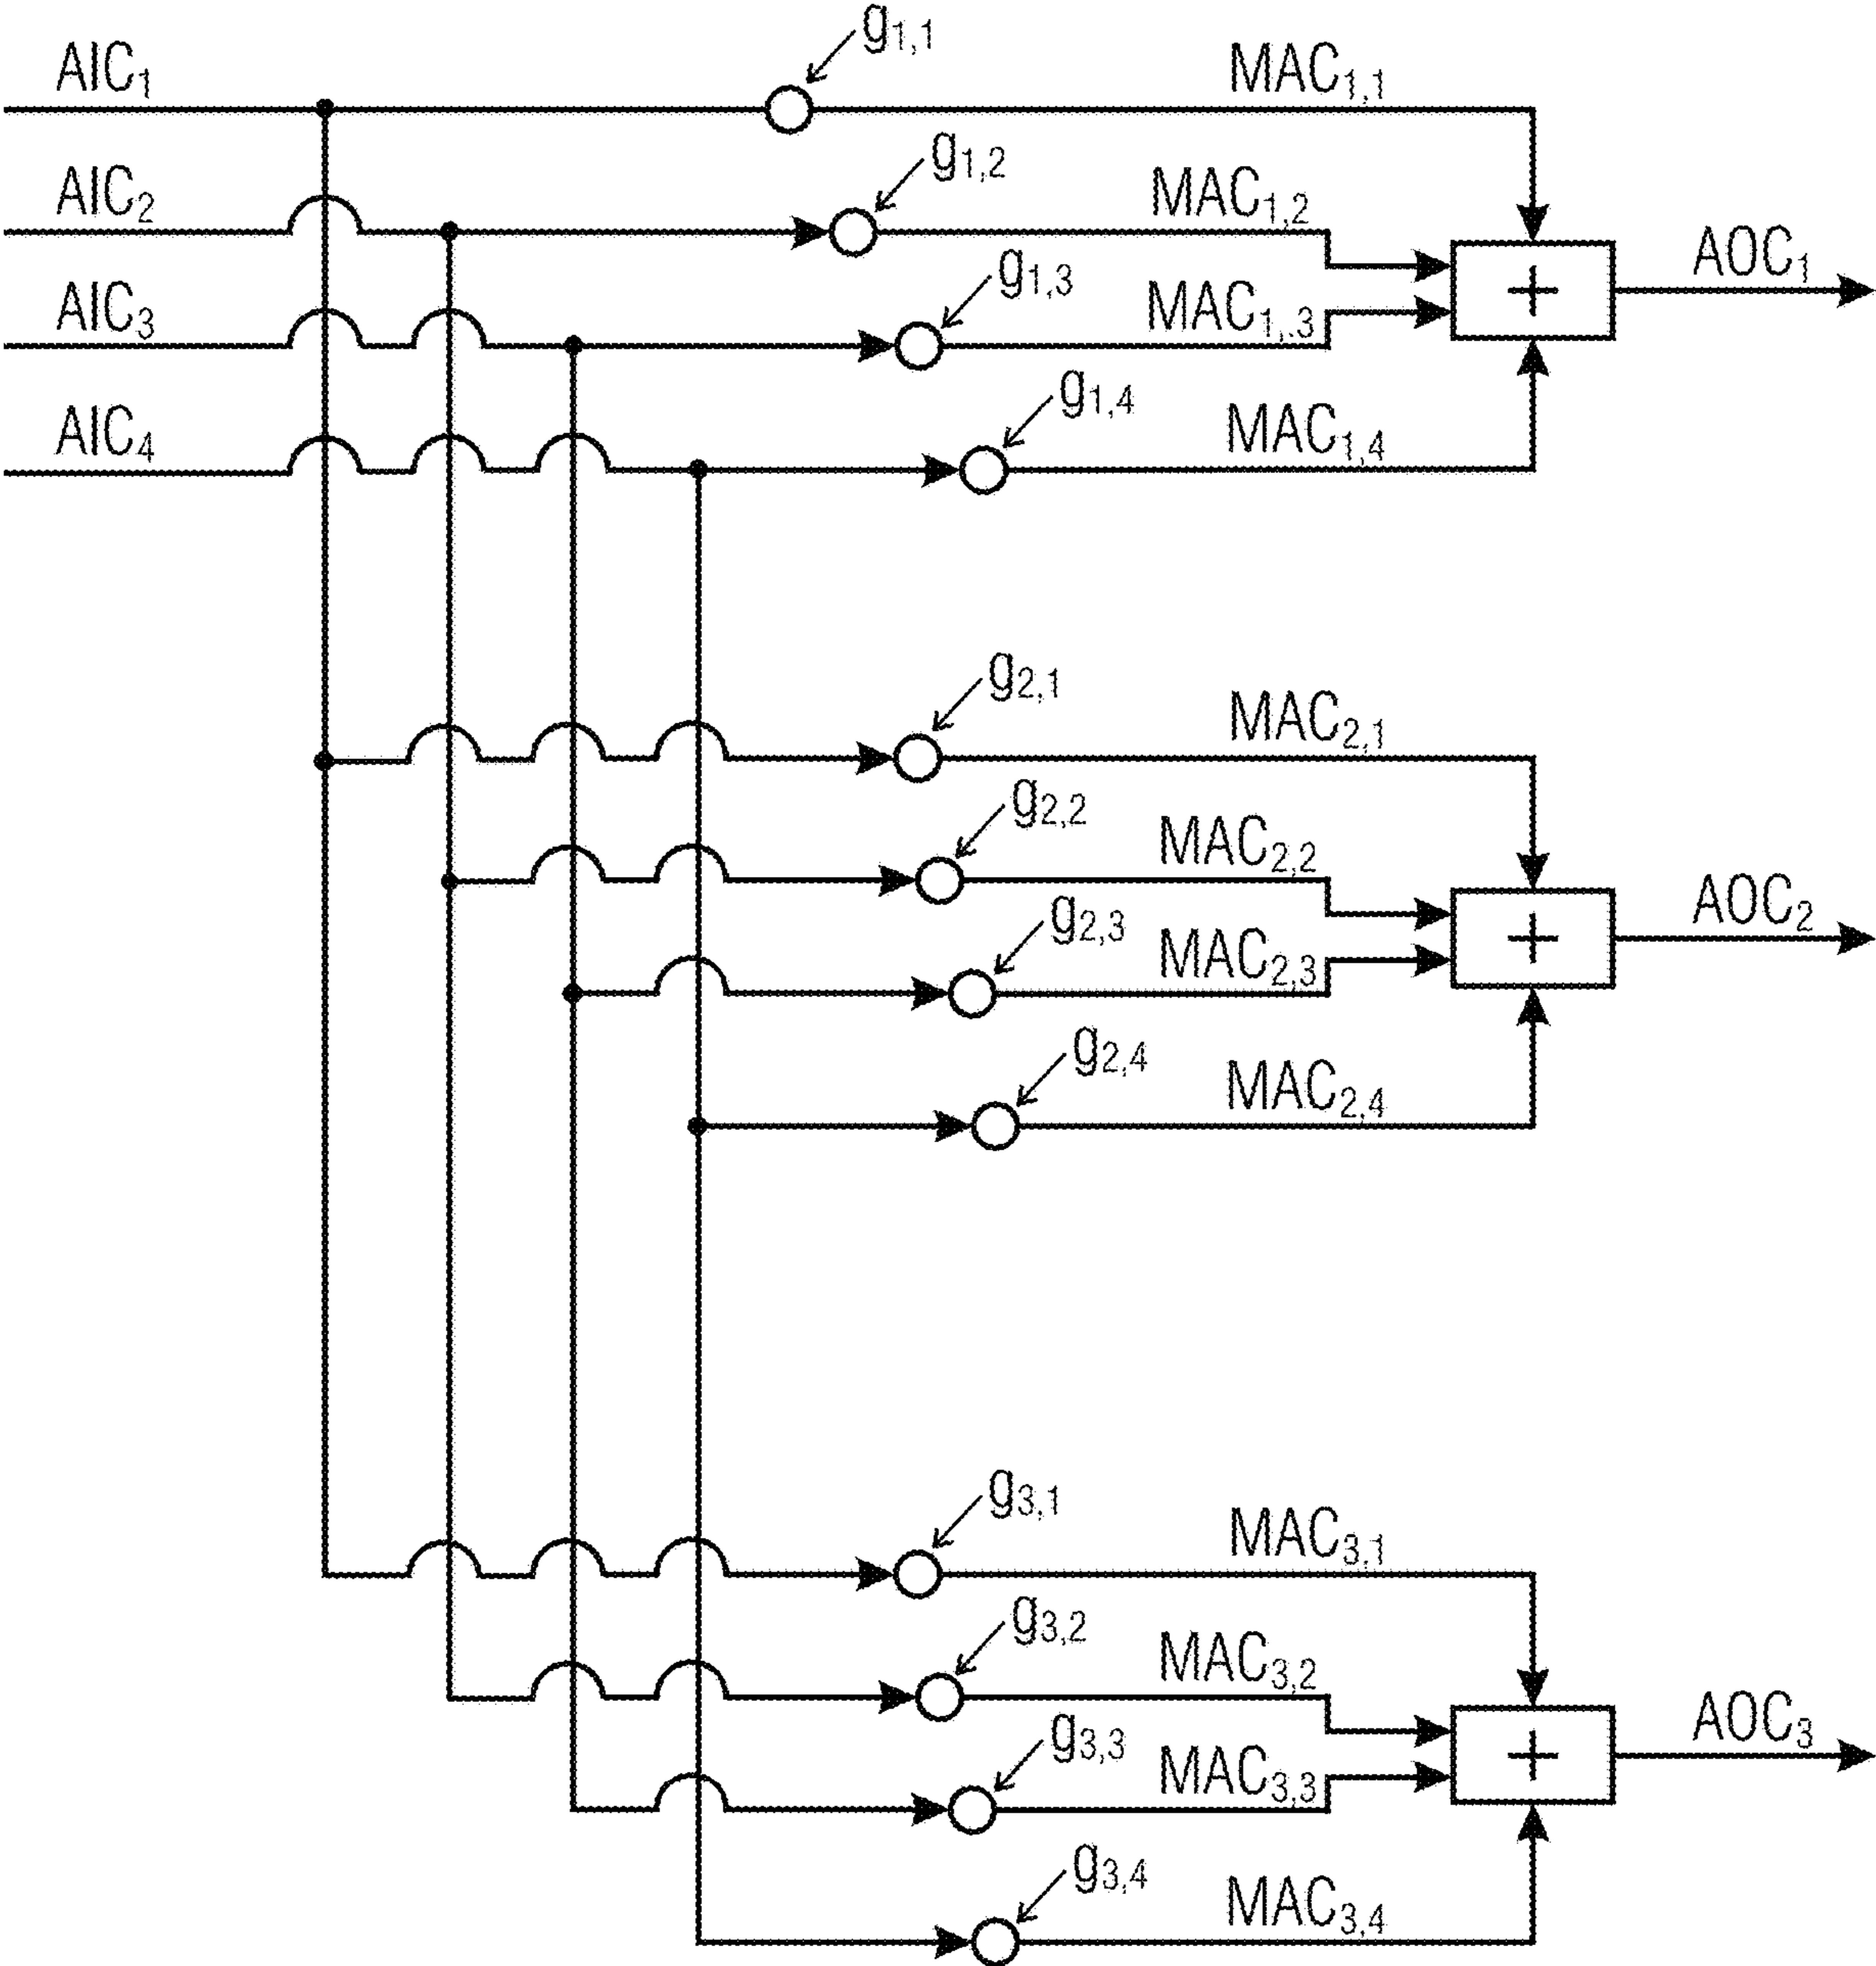 g1,1
AIC1
MAC1,1
g1,2
AIC2
MAC1,2
g1,3
AOC1
AIC3
MAC1,.3
g1,4
AIC4
MAC1,4
g2,1
MAC2,1
g2,2
MAC2,2
g2,3
AOC2
MAC2,3
g2,4
MAC2,4
g3,1
MAC3,1
g3,2
MAC3,2
g3,3
AOC3
MAC3,3
g3,4
MAC3,4